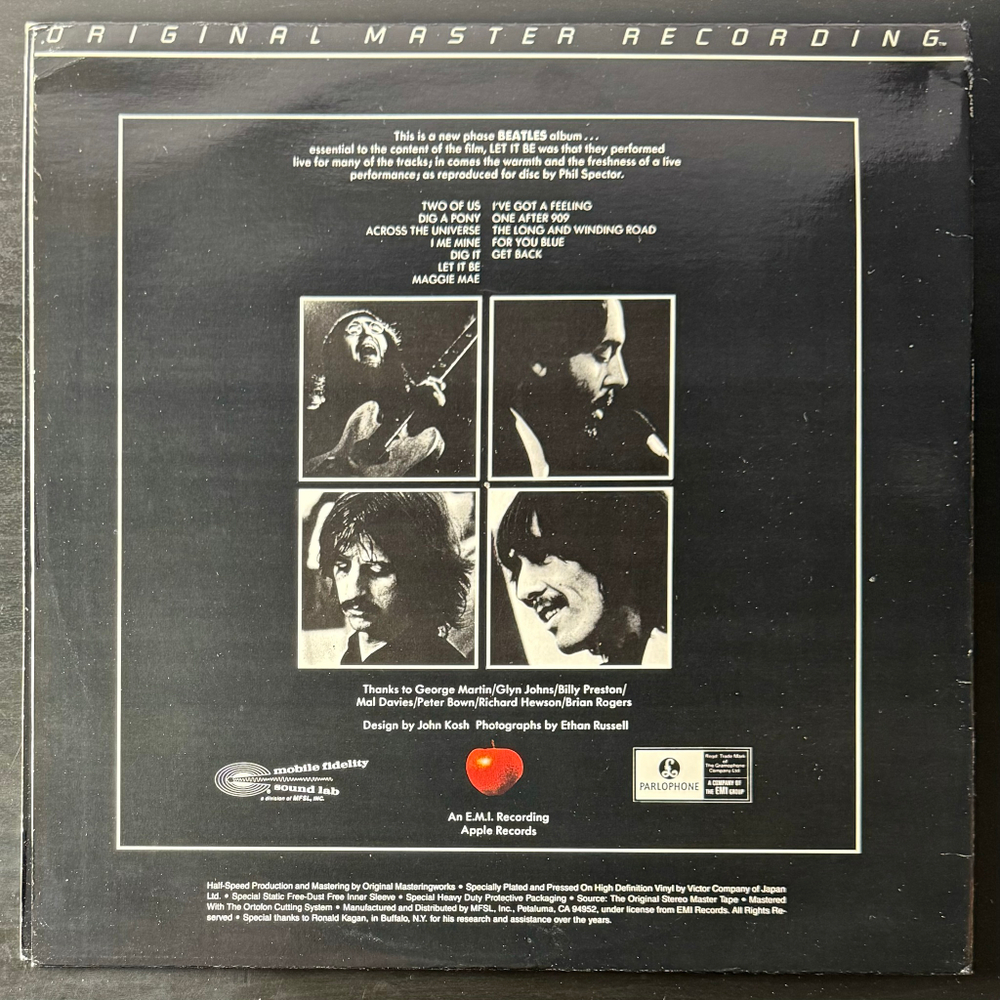 ORIGINAL MASTER RECORDING™
This is a new phase BEATLES album...
essential to the content of the film, LET IT BE was that they performed
live for many of the tracks; in comes the warmth and the freshness of a live
performance; as reproduced for disc by Phil Spector.
TWO OF US
DIG A PONY
ACROSS THE UNIVERSE
I ME MINE
DIG IT
LET IT BE
MAGGIE MAE
I'VE GOT A FEELING
ONE AFTER 909
THE LONG AND WINDING ROAD
FOR YOU BLUE
GET BACK
Thanks to George Martin/Glyn Johns/Billy Preston/
Mal Davies/Peter Bown/Richard Hewson/Brian Rogers
Design by John Kosh Photographs by Ethan Russell
mobile fidelity
sound lab
a division of MFSL, INC.
PARLOPHONE
Regd. Trade Mark
of The Gramophone
Company Ltd
A COMPANY OF
THE EMI GROUP
An E.M.I. Recording
Apple Records
Half-Speed Production and Mastering by Original Masteringworks • Specially Plated and Pressed On High Definition Vinyl by Victor Company of Japan
Ltd. • Special Static Free-Dust Free Inner Sleeve • Special Heavy Duty Protective Packaging • Source: The Original Stereo Master Tape • Mastered
With The Ortofon Cutting System • Manufactured and Distributed by MFSL, Inc., Petaluma, CA 94952, under license from EMI Records. All Rights Re-
served • Special thanks to Ronald Kagan, in Buffalo, N.Y. for his research and assistance over the years.